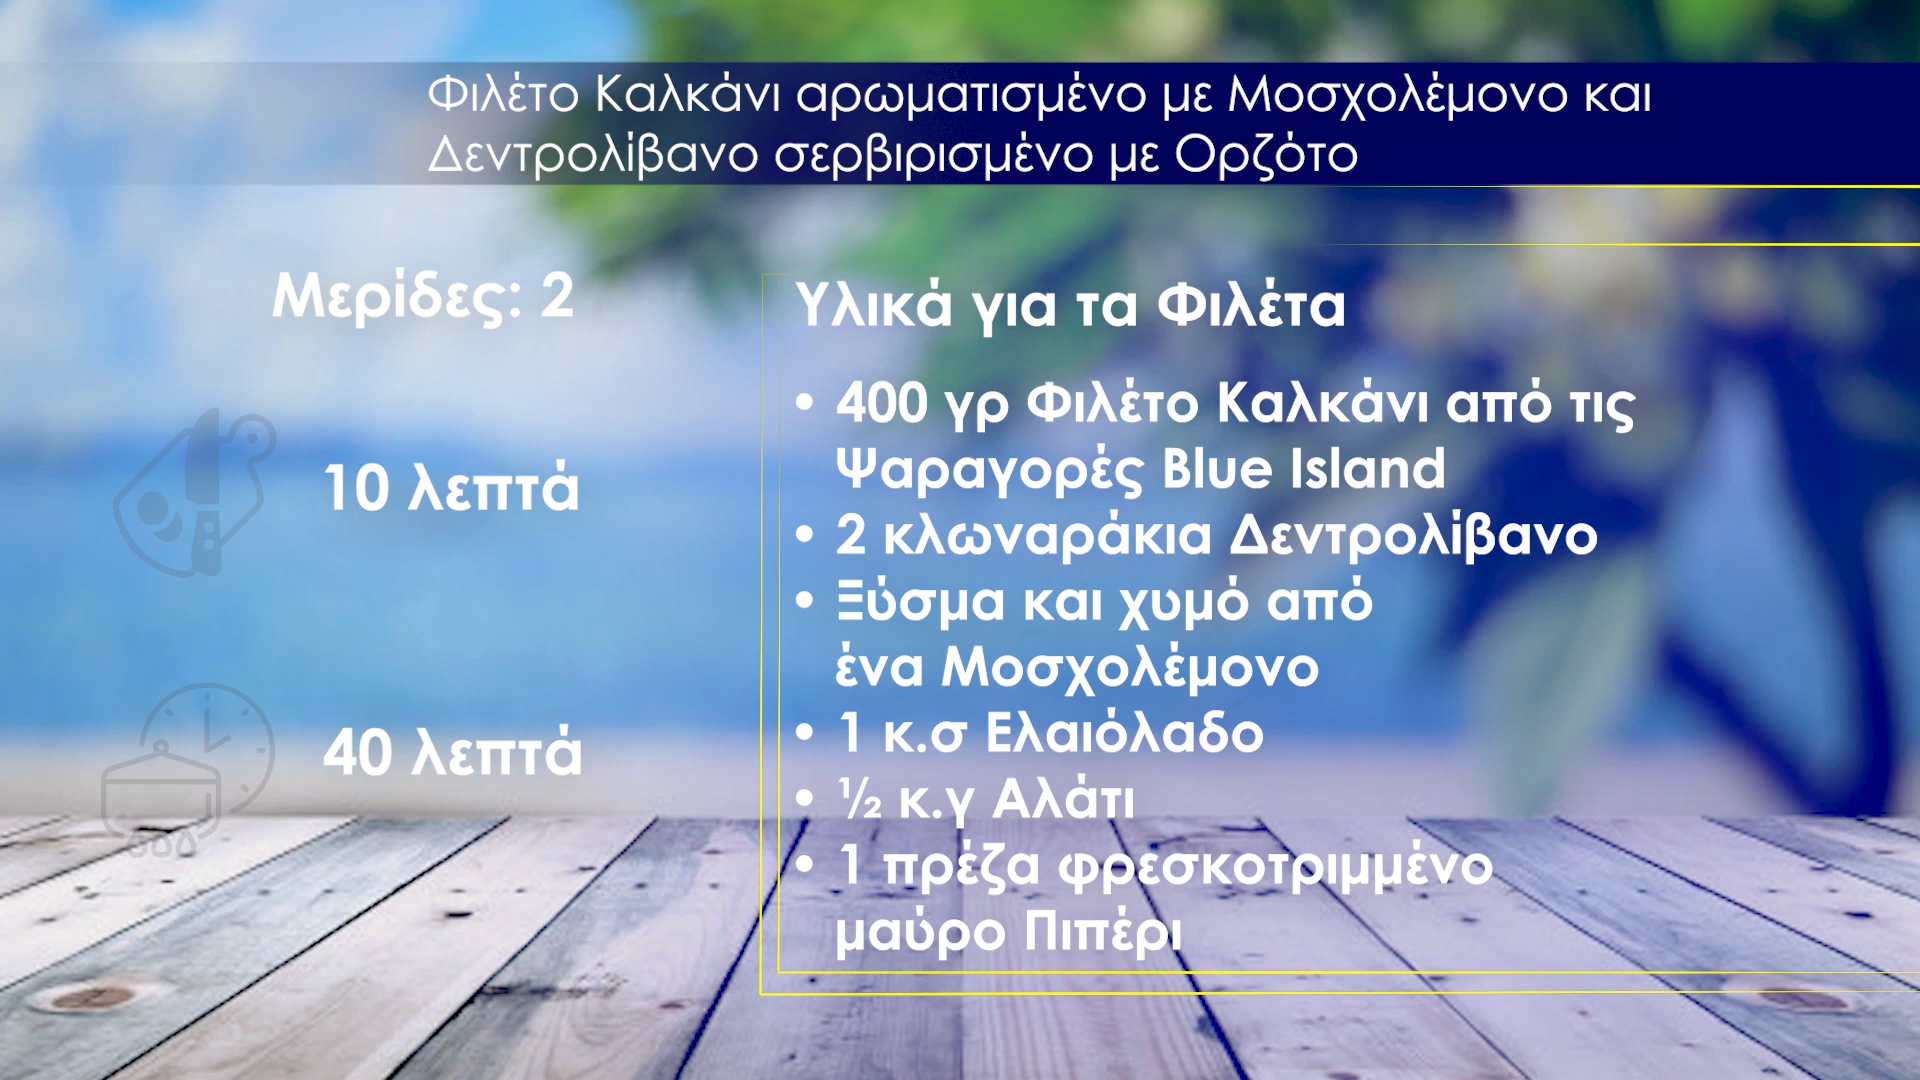 Φιλέτο Καλκάνι αρωματισμένο με Μοσχολέμονο και
Δεντρολίβανο σερβιρισμένο με Ορζότο
Μερίδες: 2
10 λεπτά
40 λεπτά
Υλικά για τα Φιλέτα
• 400 γρ Φιλέτο Καλκάνι από τις
Ψαραγορές Blue Island
• 2 κλωναράκια Δεντρολίβανο
• Ξύσμα και χυμό από
ένα Μοσχολέμονο
• 1 κ.σ Ελαιόλαδο
• ½ κ.γ Αλάτι
• 1 πρέζα φρεσκοτριμμένο
μαύρο Πιπέρι